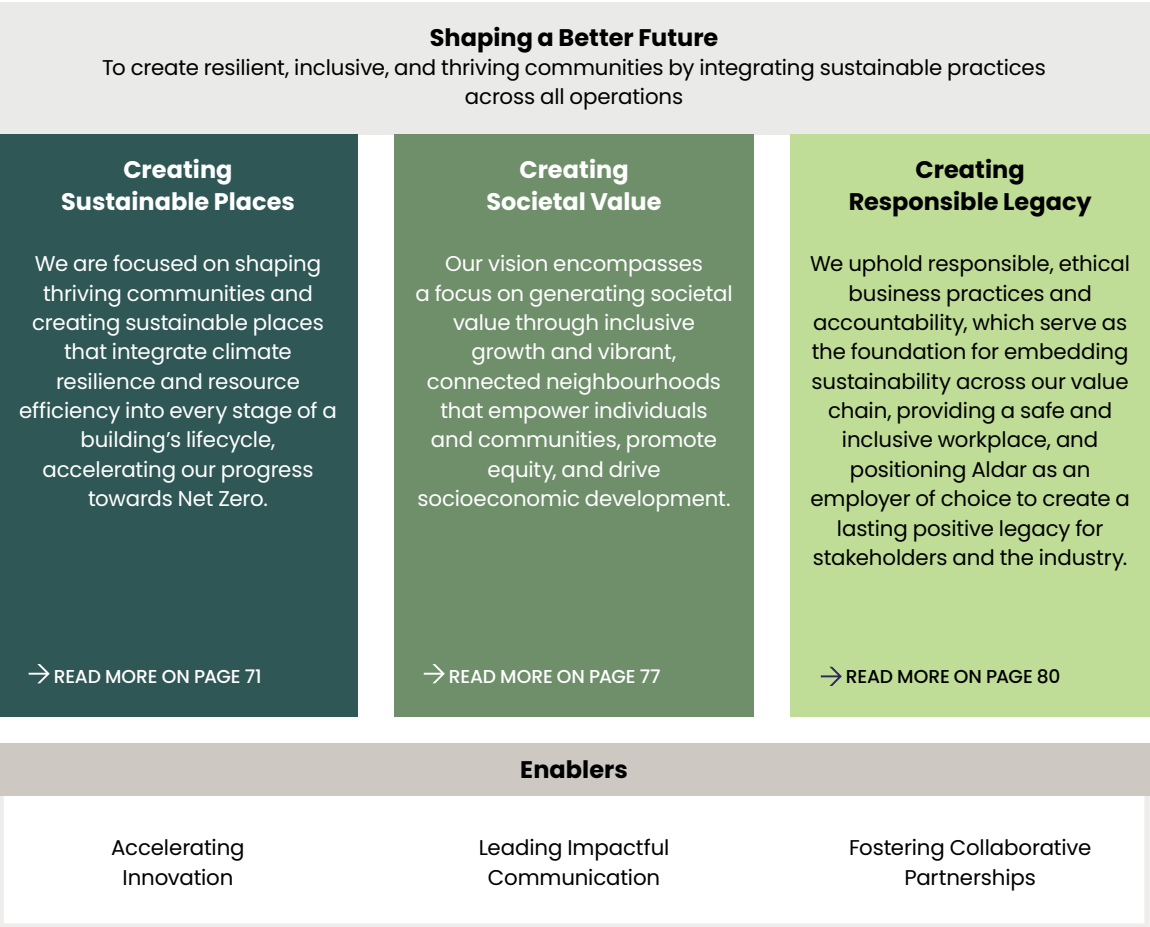 Shaping a Better Future
To create resilient, inclusive, and thriving communities by integrating sustainable practices
across all operations
Creating
Sustainable Places
We are focused on shaping
thriving communities and
creating sustainable places
that integrate climate
resilience and resource
efficiency into every stage of a
building’s lifecycle,
accelerating our progress
towards Net Zero.
READ MORE ON PAGE 71
Creating
Societal Value
Our vision encompasses
a focus on generating societal
value through inclusive
growth and vibrant,
connected neighbourhoods
that empower individuals
and communities, promote
equity, and drive
socioeconomic development.
READ MORE ON PAGE 77
Creating
Responsible Legacy
We uphold responsible, ethical
business practices and
accountability, which serve as
the foundation for embedding
sustainability across our value
chain, providing a safe and
inclusive workplace, and
positioning Aldar as an
employer of choice to create a
lasting positive legacy for
stakeholders and the industry.
READ MORE ON PAGE 80
Enablers
Accelerating
Innovation
Leading Impactful
Communication
Fostering Collaborative
Partnerships